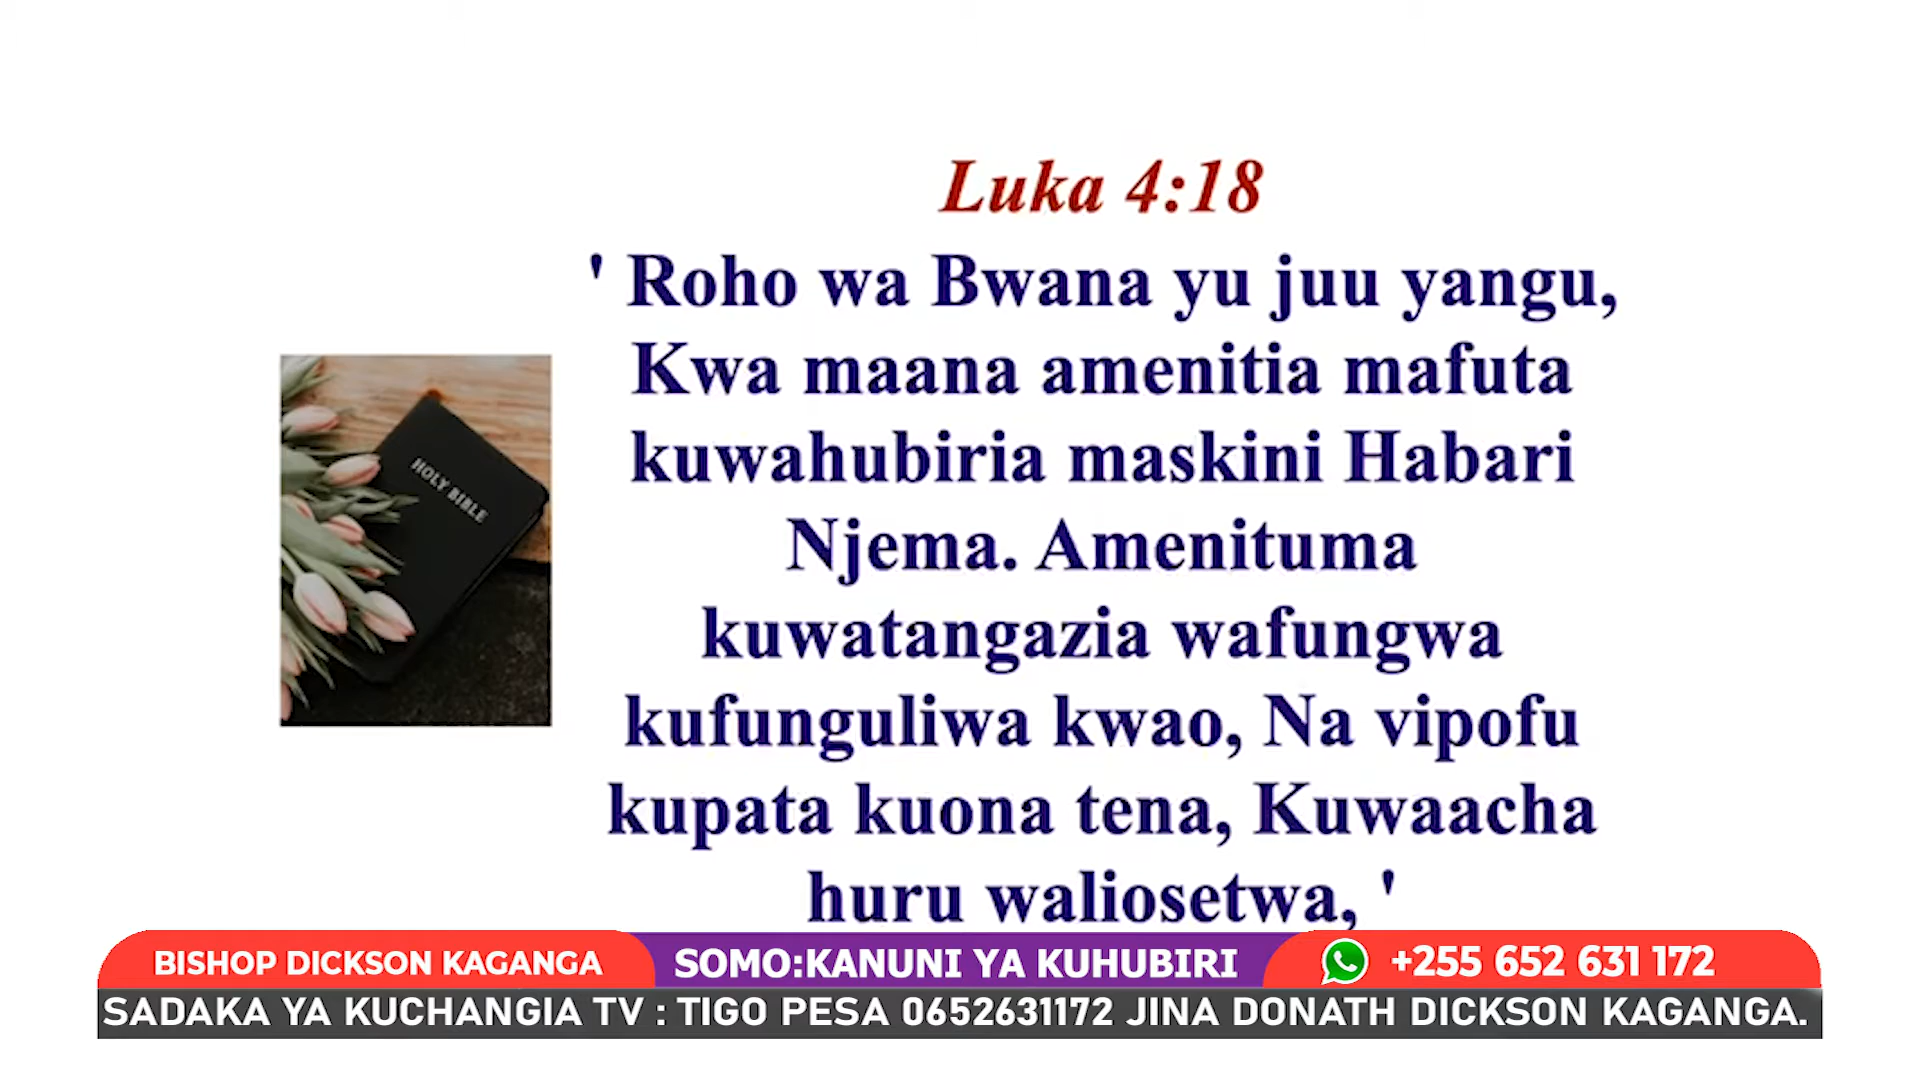 Luka 4:18
' Roho wa Bwana yu juu yangu,
Kwa maana amenitia mafuta
kuwahubiria maskini Habari
Njema. Amenituma
kuwatangazia wafungwa
kufunguliwa kwao, Na vipofu
kupata kuona tena, Kuwaacha
huru waliosetwa, '
HOLY BIBLE
BISHOP DICKSON KAGANGA
SOMO:KANUNI YA KUHUBIRI
+255 652 631 172
SADAKA YA KUCHANGIA TV : TIGO PESA 0652631172 JINA DONATH DICKSON KAGANGA.